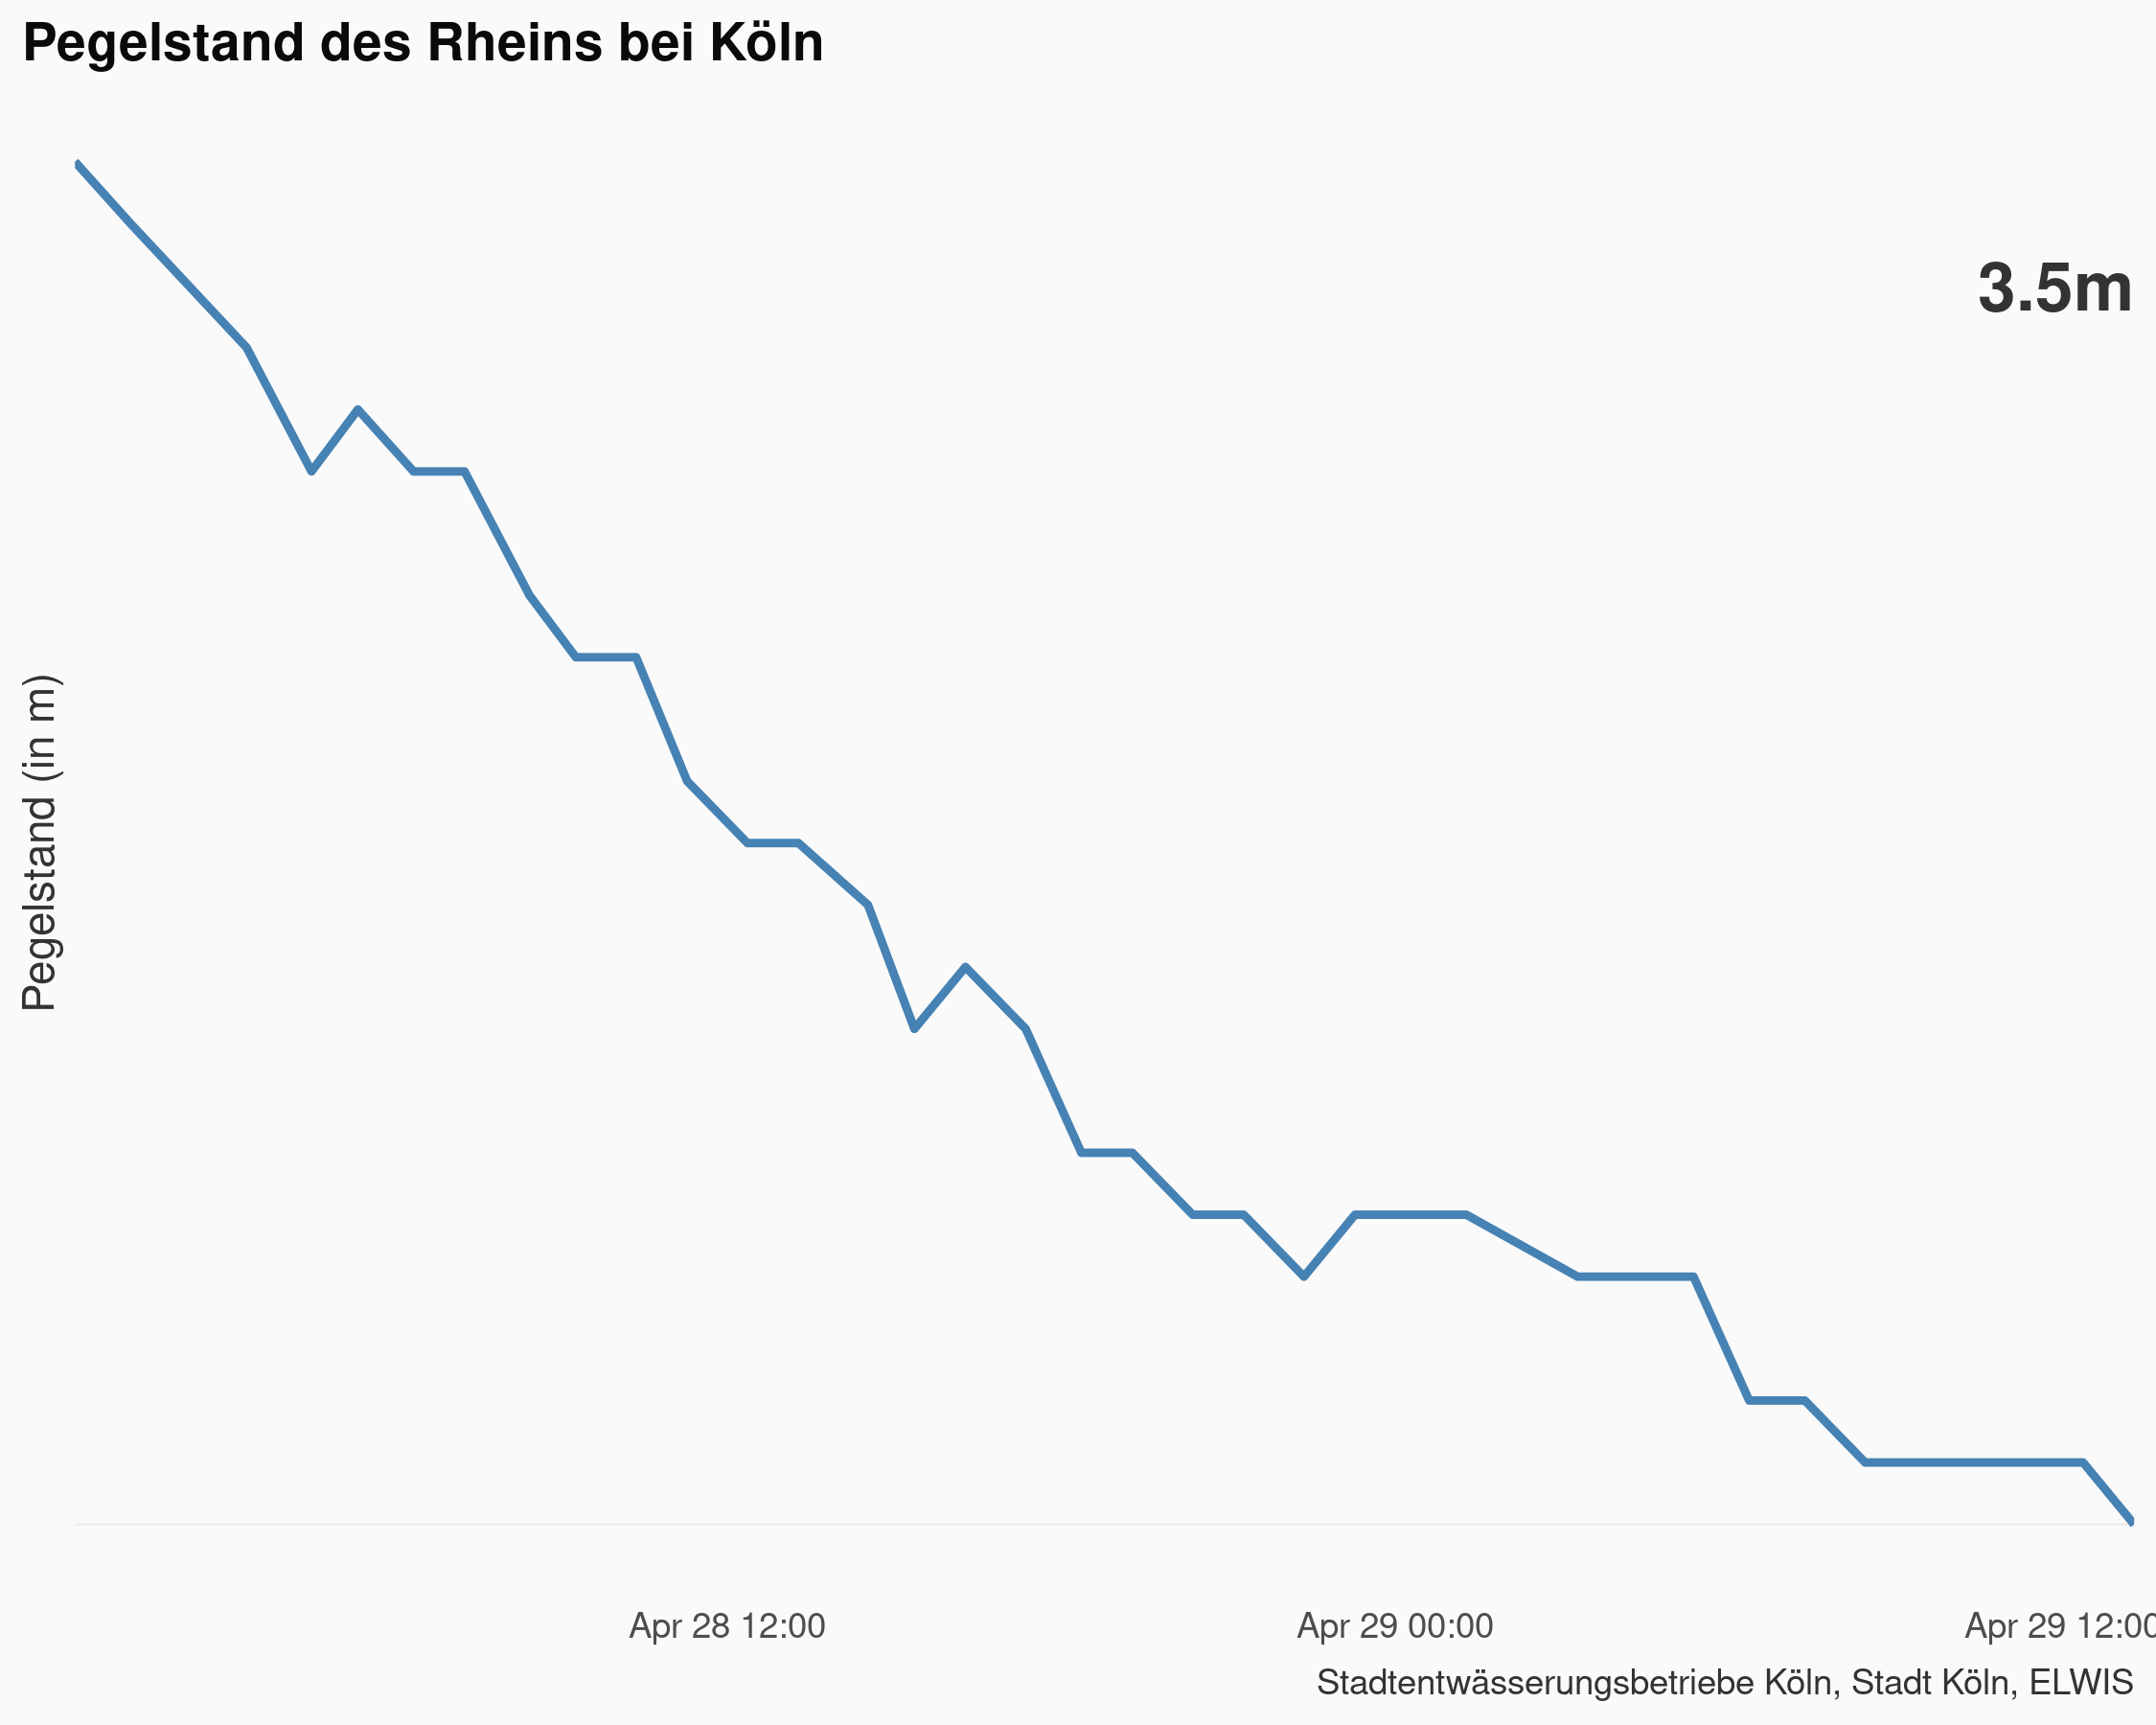 Pegelstand des Rheins bei Köln
3.5m
Pegelstand (in m)
Apr 28 12:00
Apr 29 00:00
Apr 29 12:00
Stadtentwässerungsbetriebe Köln, Stadt Köln, ELWIS